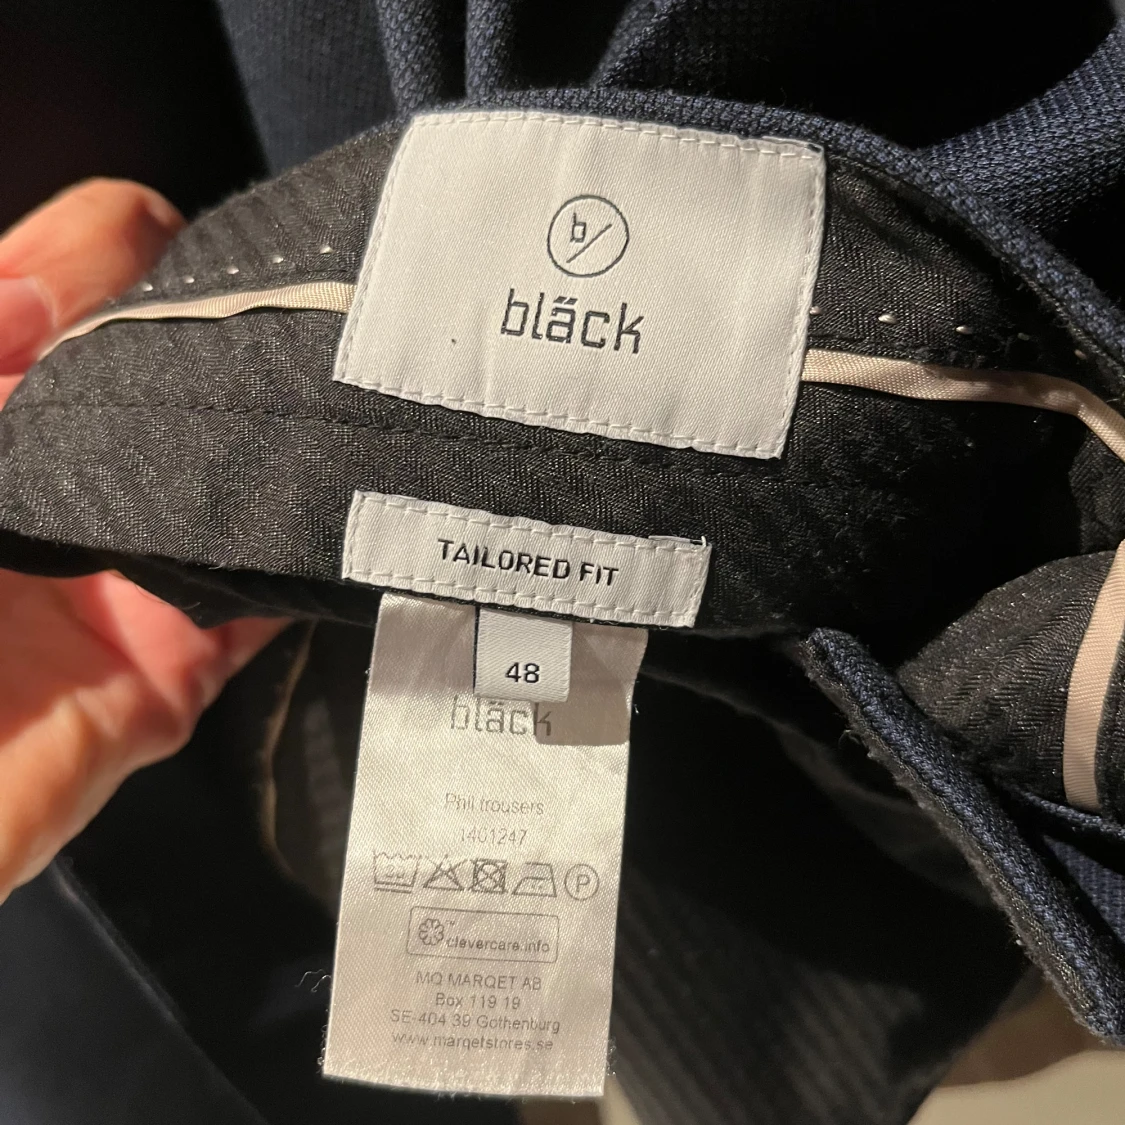 b/
bläck
TAILORED FIT
48
bläck
Phil trousers
1401247
P
clevercare.info
MQ MARQET AB
Box 119 19
SE-404 39 Gothenburg
www.marqetstores.se